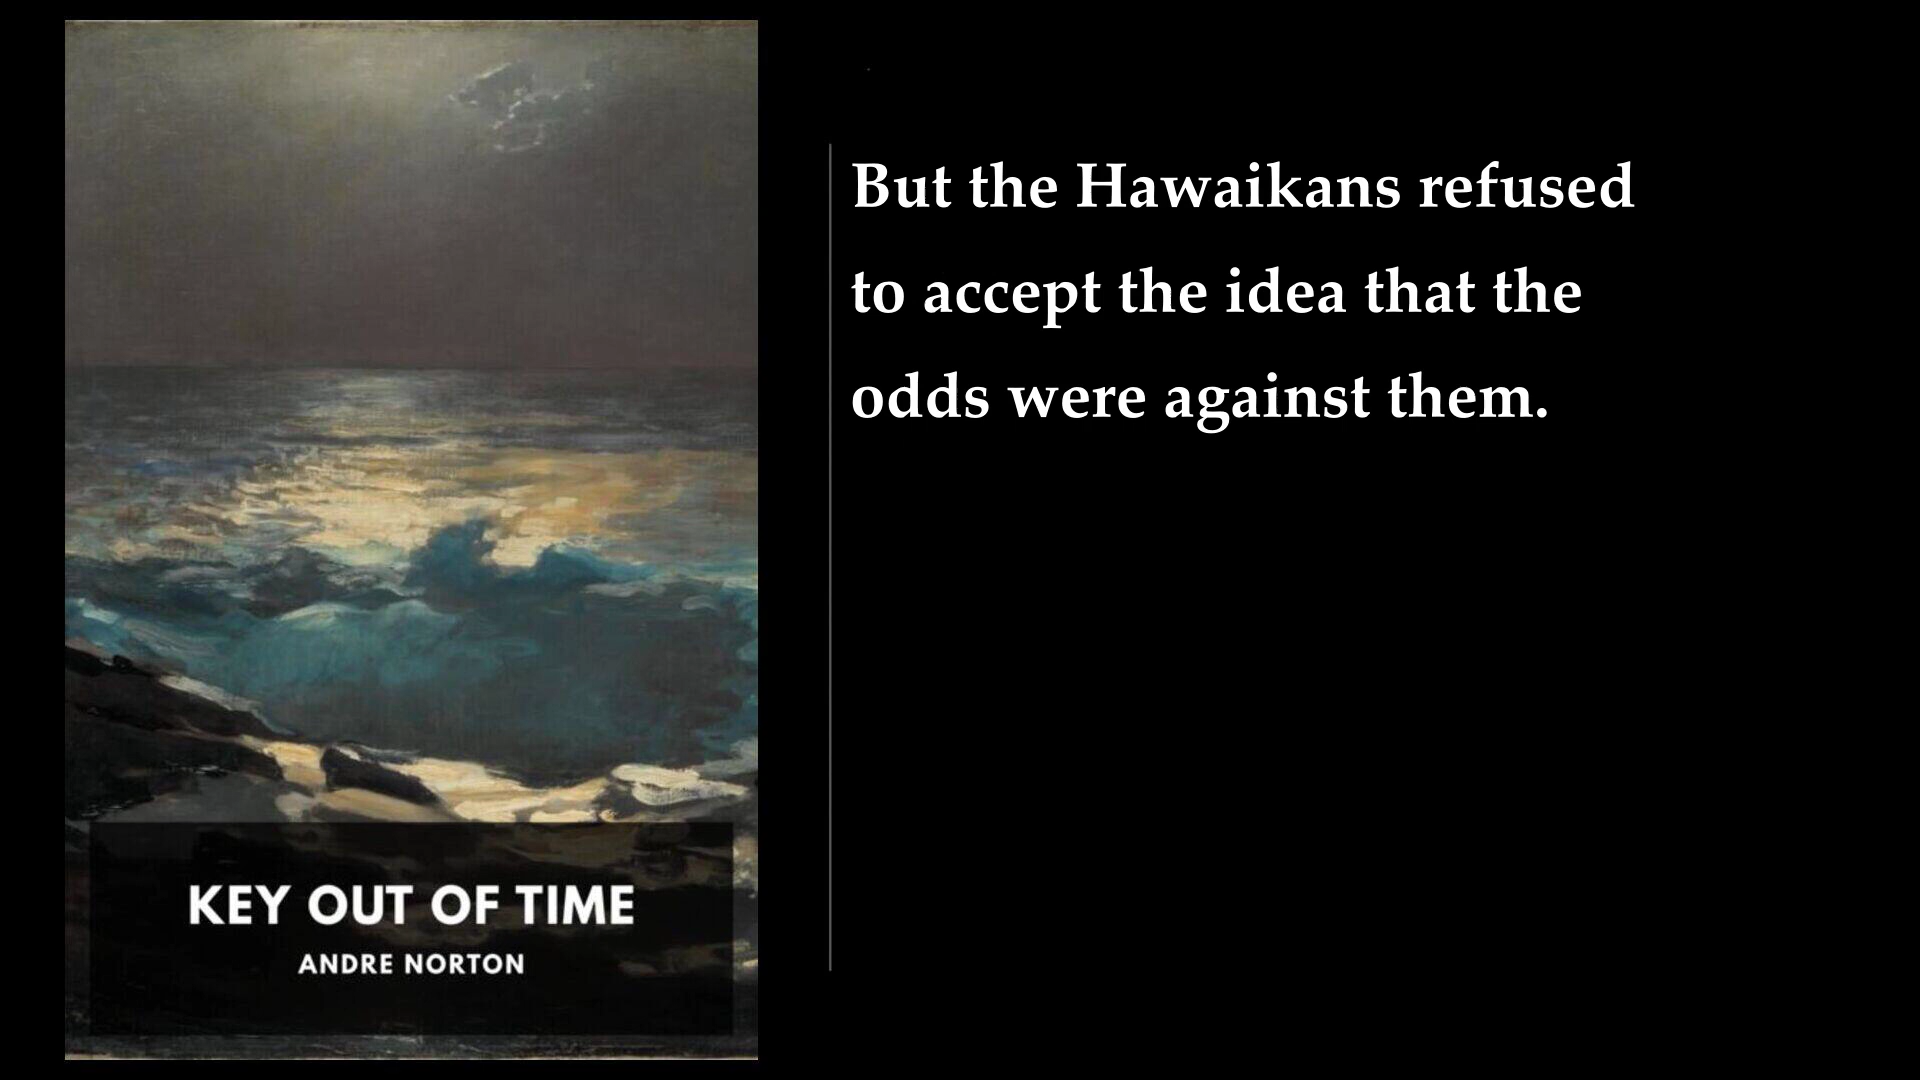 But the Hawaikans refused
to accept the idea that the
odds were against them.
KEY OUT OF TIME
ANDRE NORTON